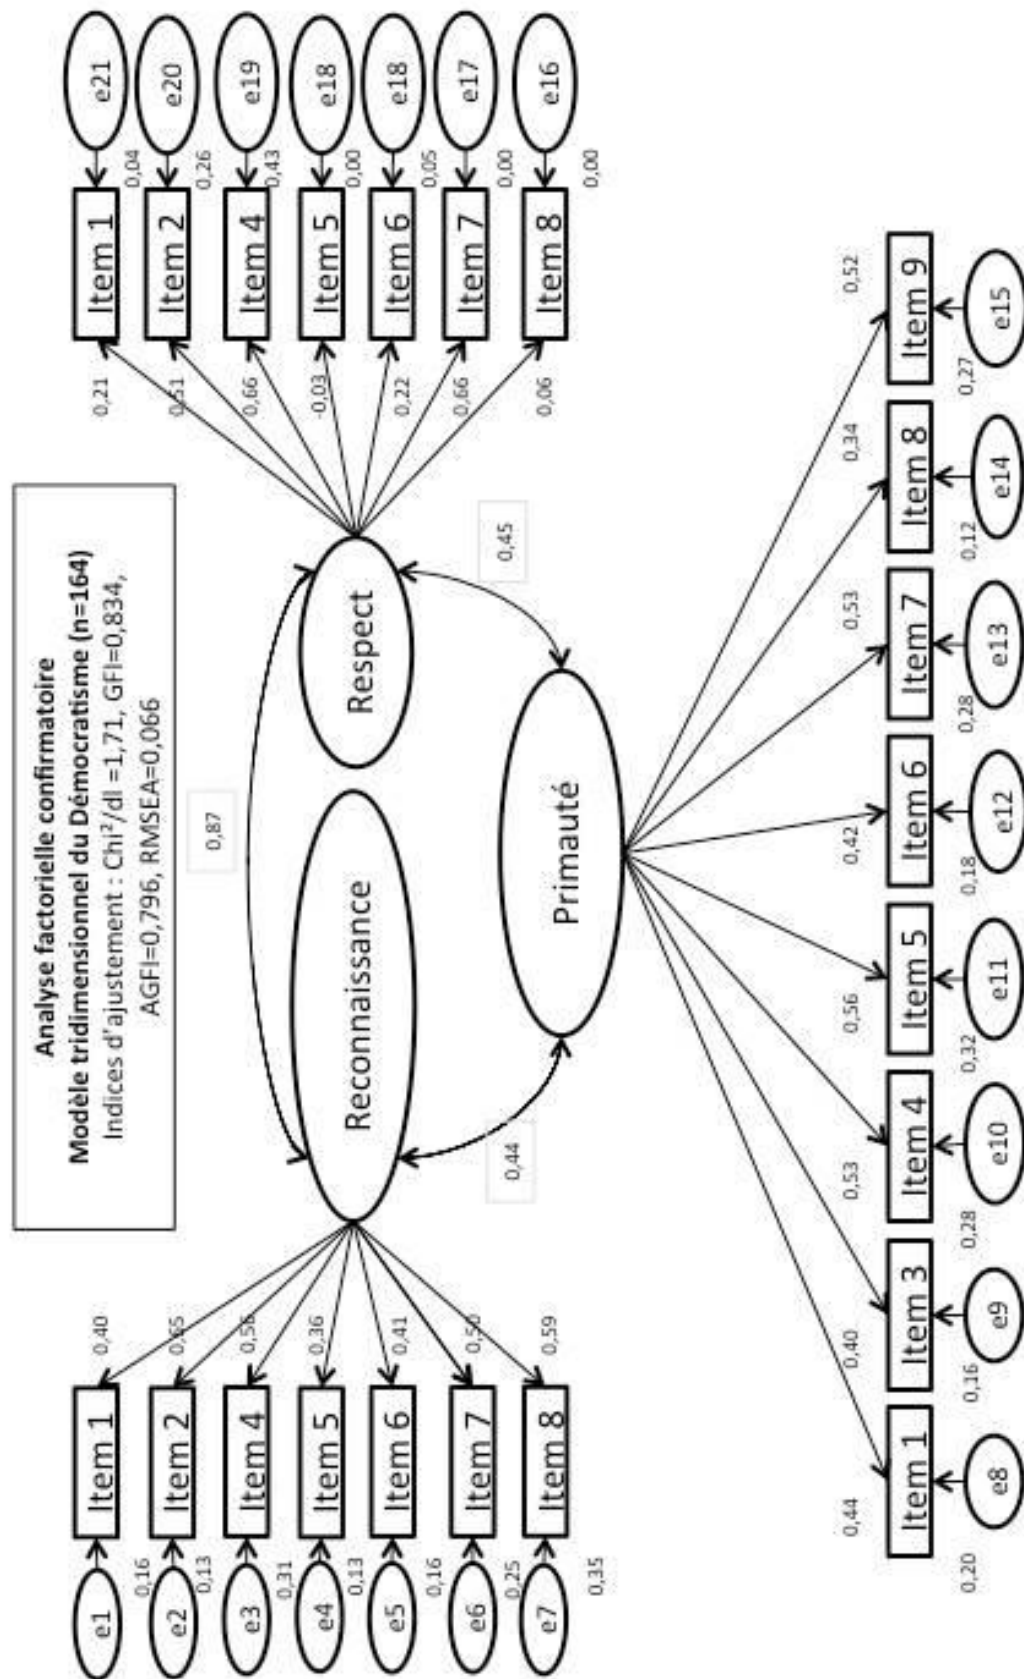 Analyse factorielle confirmatoire
Modèle tridimensionnel du Démocratisme (n=164)
Indices d'ajustement : Chi²/dl =1,71, GFI=0,834,
AGFI=0,796, RMSEA=0,066
e1
0,16
Item 1
0,40
e2
0,13
Item 2
0,65
e3
0,31
Item 4
0,56
e4
0,13
Item 5
0,36
e5
0,16
Item 6
0,41
e6
0,25
Item 7
0,50
e7
0,35
Item 8
0,59
Reconnaissance
0,87
Respect
0,44
0,45
Primauté
0,21
Item 1
0,04
e21
0,51
Item 2
0,26
e20
0,66
Item 4
0,43
e19
-0,03
Item 5
0,00
e18
0,22
Item 6
0,05
e18
0,66
Item 7
0,00
e17
0,06
Item 8
0,00
e16
0,44
0,40
0,53
0,56
0,42
0,53
0,34
0,52
Item 1
Item 3
Item 4
Item 5
Item 6
Item 7
Item 8
Item 9
0,20
0,16
0,28
0,32
0,18
0,28
0,12
0,27
e8
e9
e10
e11
e12
e13
e14
e15